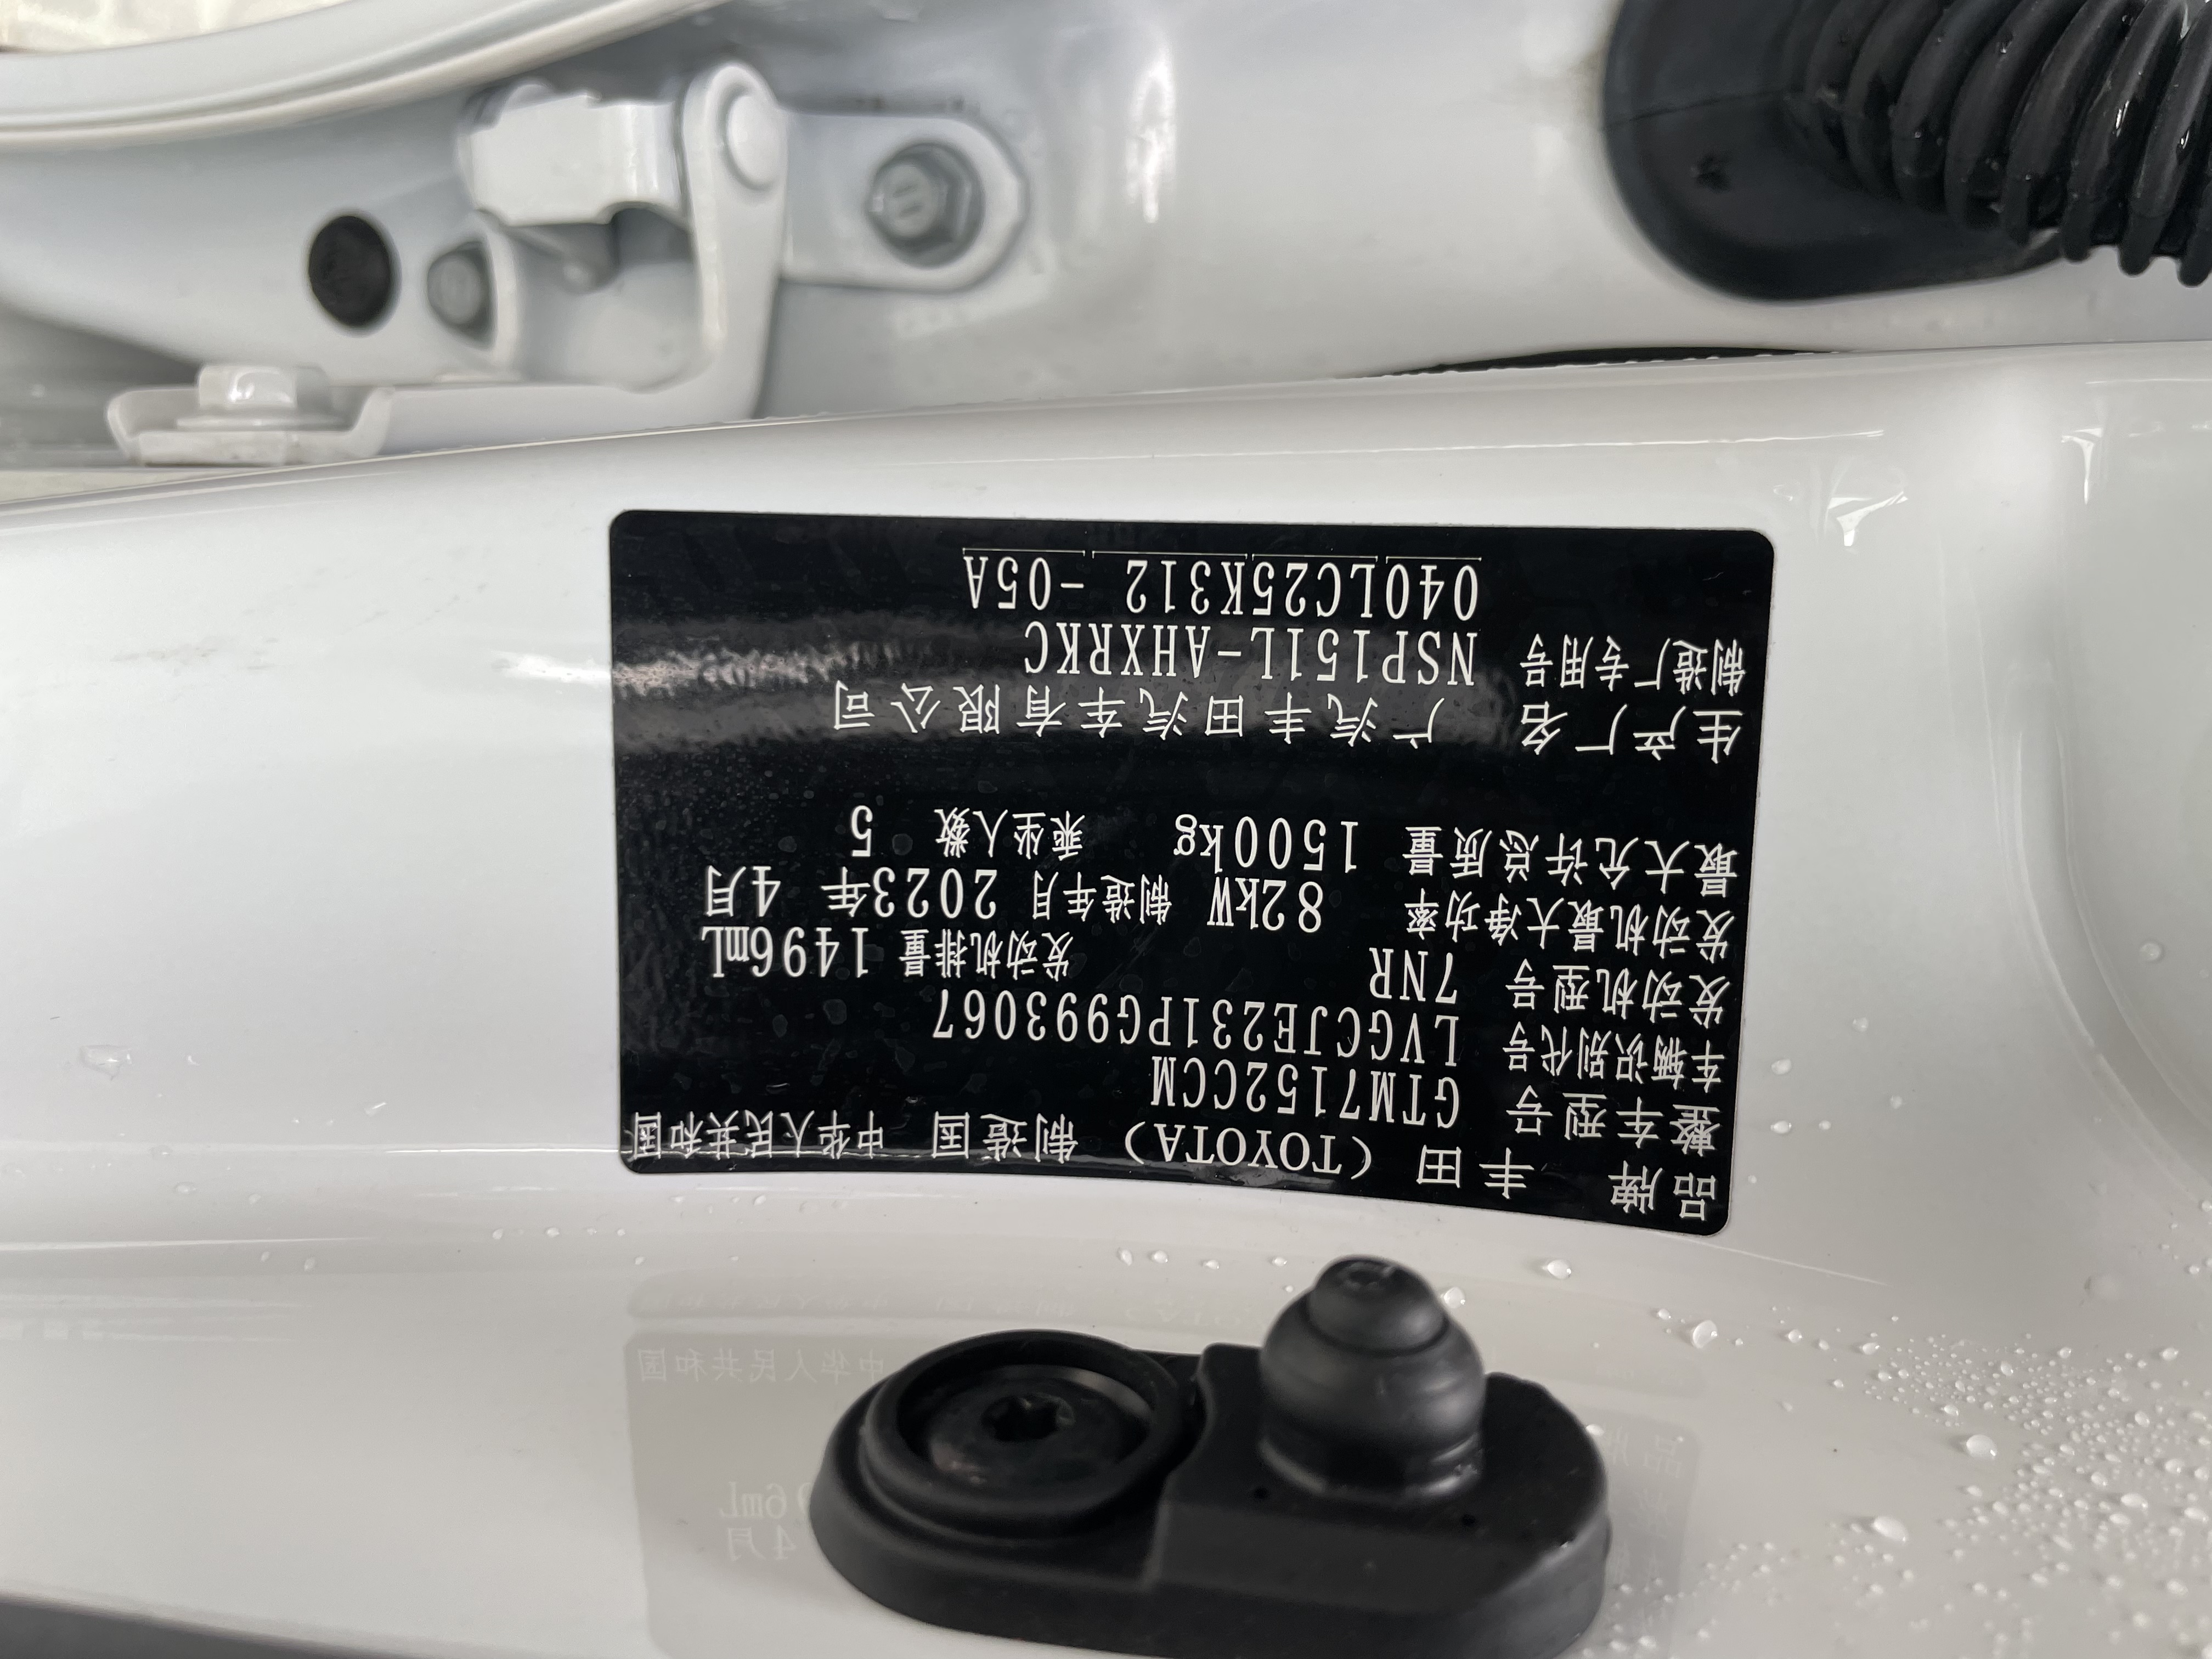 品牌 丰田（TOYOTA） 制造国 中华人民共和国
整车型号 GTM7152CCM
车辆识别代号 LVGCJE231PG993067
发动机型号 7NR 发动机排量 1496mL
发动机最大净功率 82kW 制造年月 2023年 4月
最大允许总质量 1500kg 乘坐人数 5
生产厂名 广汽丰田汽车有限公司
制造厂专用号 NSP151L-AHXRKC
040LC25K312 -05A